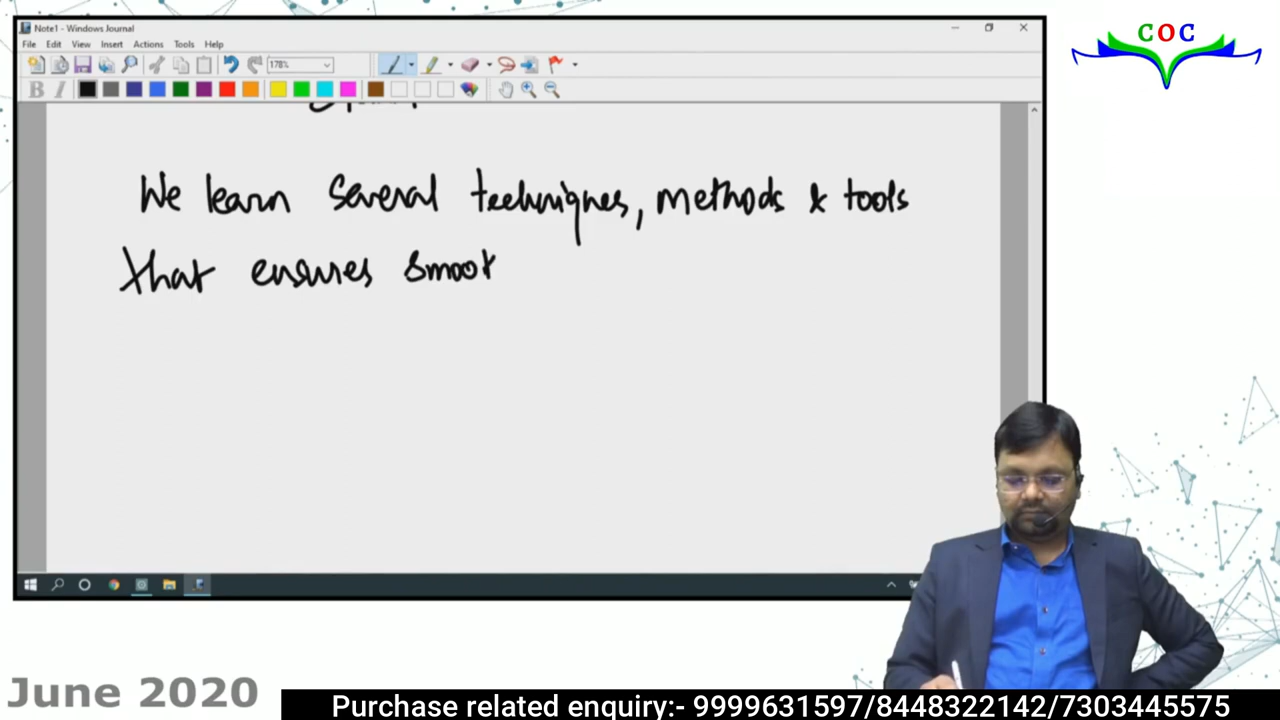 Note1 - Windows Journal
File Edit View Insert Actions Tools Help
178%
B I
We learn several techniques, methods & tools
that ensures smoot
COC
June 2020
Purchase related enquiry:- 9999631597/8448322142/7303445575